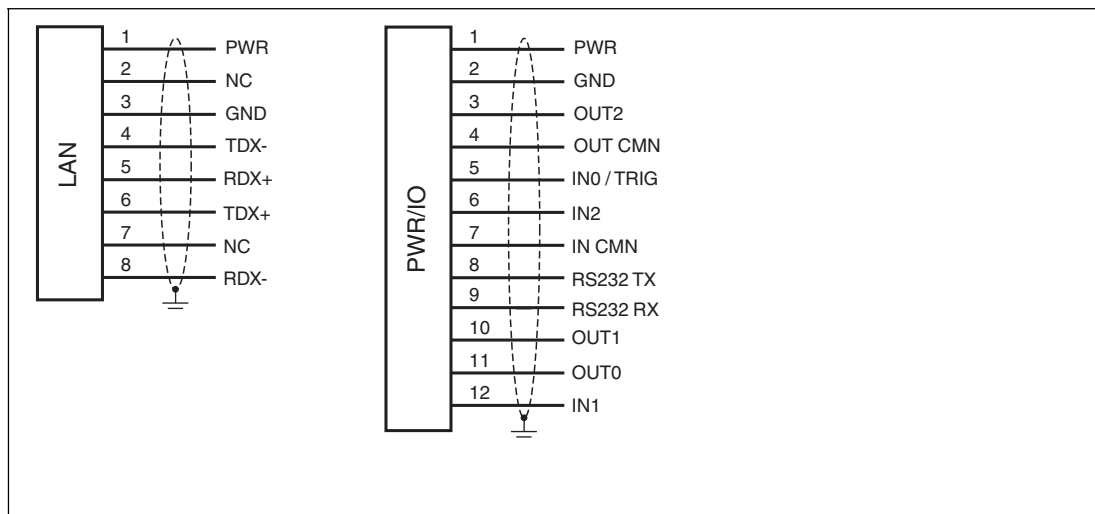 LAN
1 PWR
2 NC
3 GND
4 TDX-
5 RDX+
6 TDX+
7 NC
8 RDX-
PWR/IO
1 PWR
2 GND
3 OUT2
4 OUT CMN
5 IN0 / TRIG
6 IN2
7 IN CMN
8 RS232 TX
9 RS232 RX
10 OUT1
11 OUT0
12 IN1